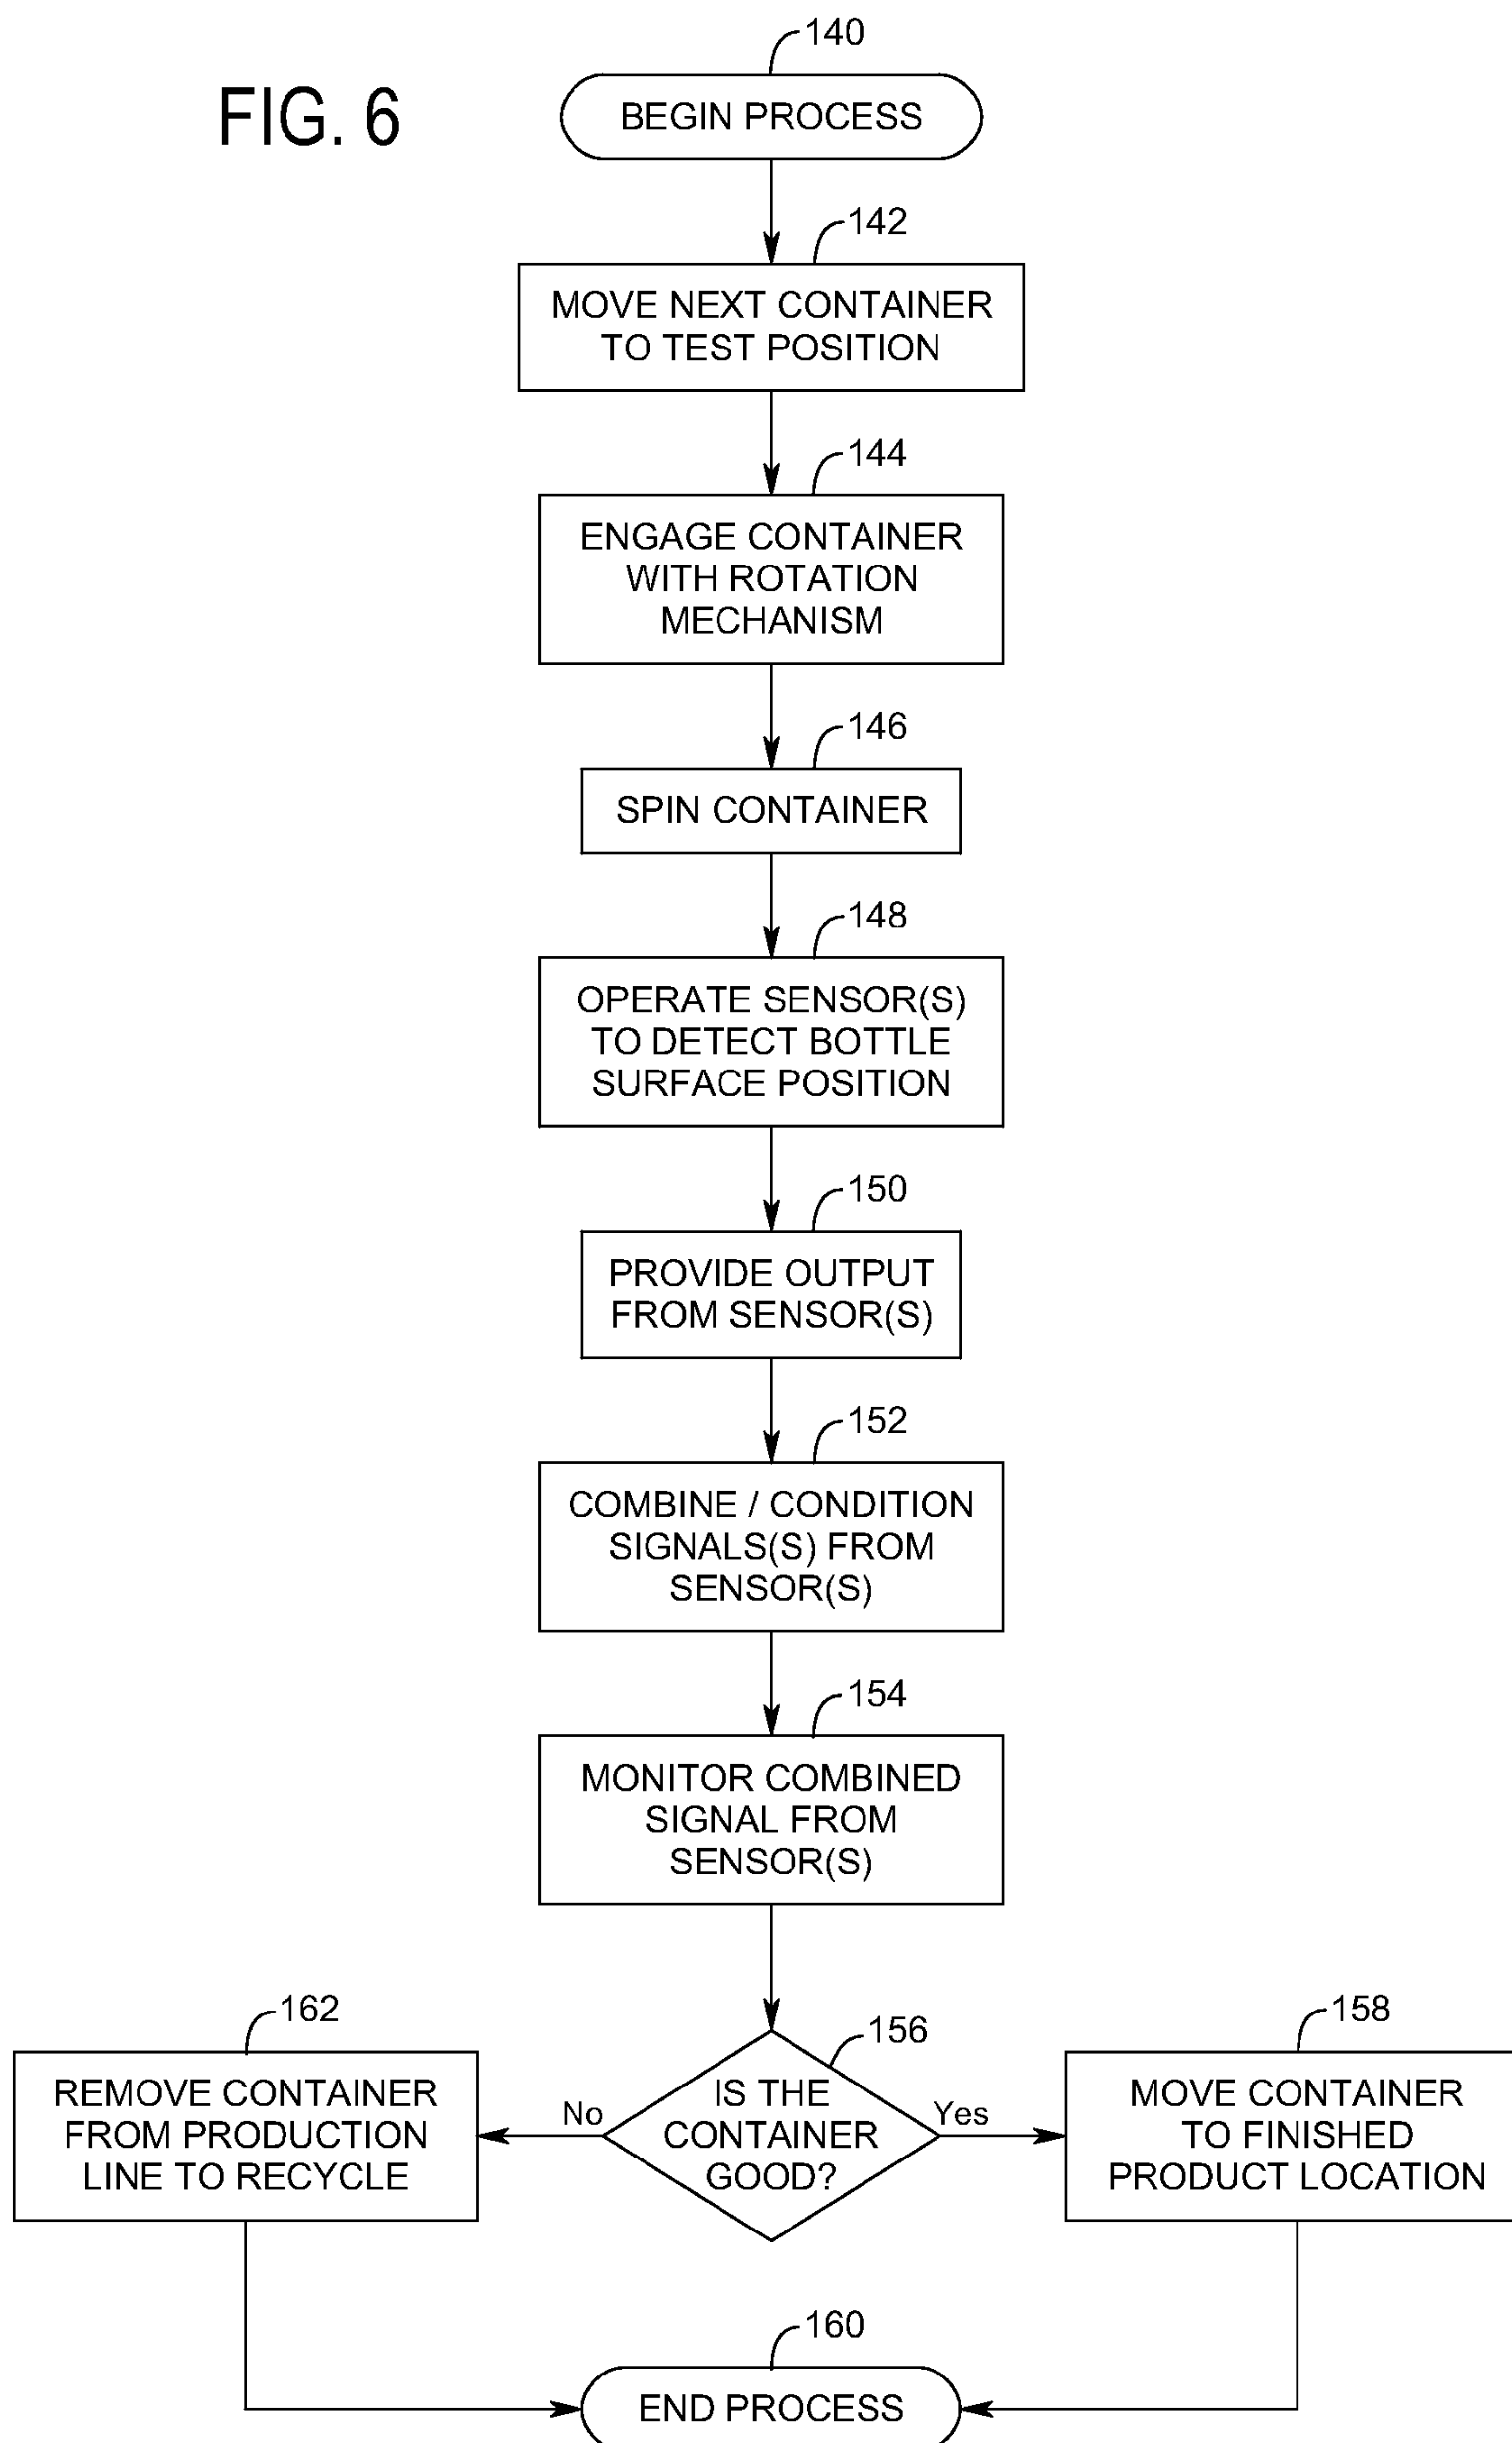 FIG. 6
140
BEGIN PROCESS
142
MOVE NEXT CONTAINER
TO TEST POSITION
144
ENGAGE CONTAINER
WITH ROTATION
MECHANISM
146
SPIN CONTAINER
148
OPERATE SENSOR(S)
TO DETECT BOTTLE
SURFACE POSITION
150
PROVIDE OUTPUT
FROM SENSOR(S)
152
COMBINE / CONDITION
SIGNALS(S) FROM
SENSOR(S)
154
MONITOR COMBINED
SIGNAL FROM
SENSOR(S)
162
REMOVE CONTAINER
FROM PRODUCTION
LINE TO RECYCLE
No
156
IS THE
CONTAINER
GOOD?
Yes
158
MOVE CONTAINER
TO FINISHED
PRODUCT LOCATION
160
END PROCESS